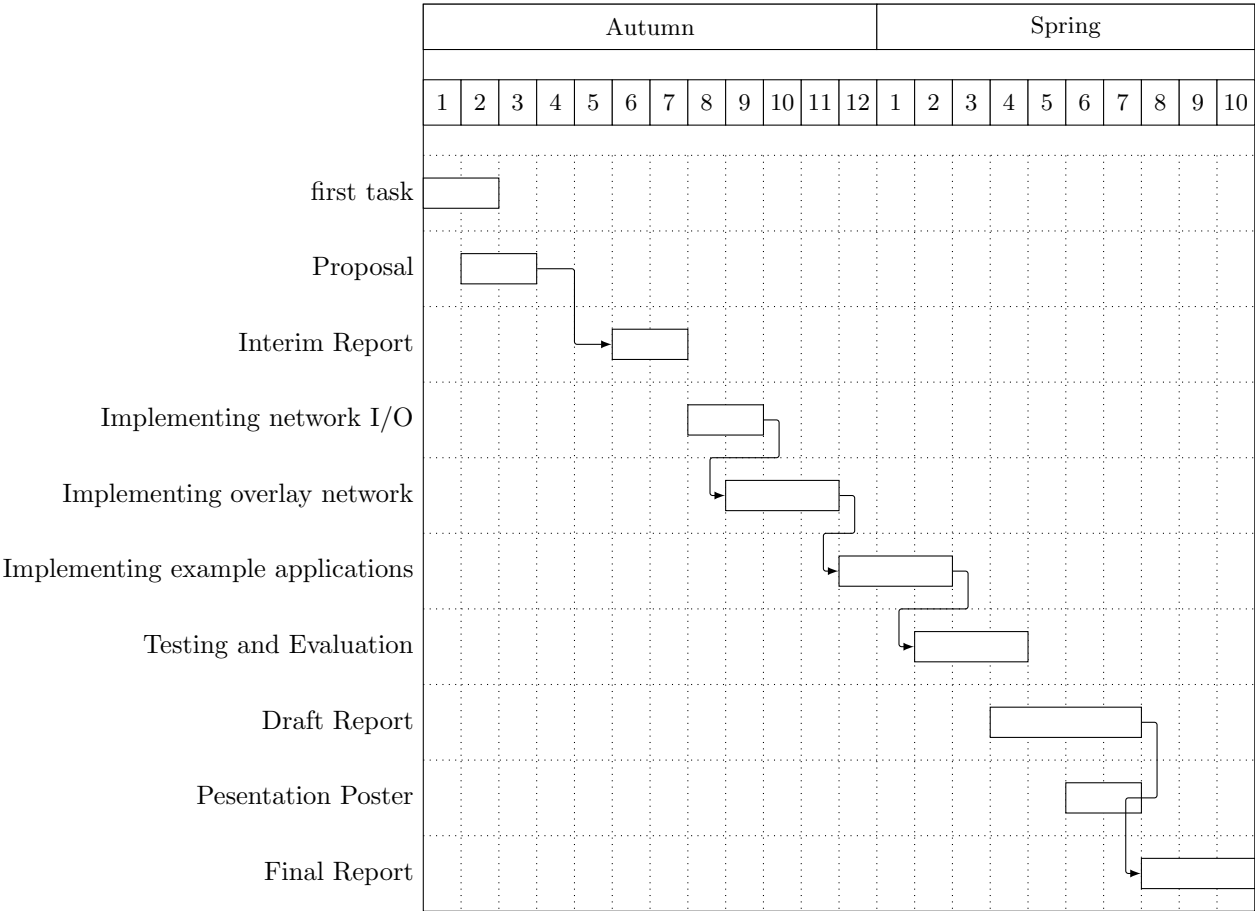 Autumn Spring
1 2 3 4 5 6 7 8 9 10 11 12 1 2 3 4 5 6 7 8 9 10
first task
Proposal
Interim Report
Implementing network I/O
Implementing overlay network
Implementing example applications
Testing and Evaluation
Draft Report
Pesentation Poster
Final Report